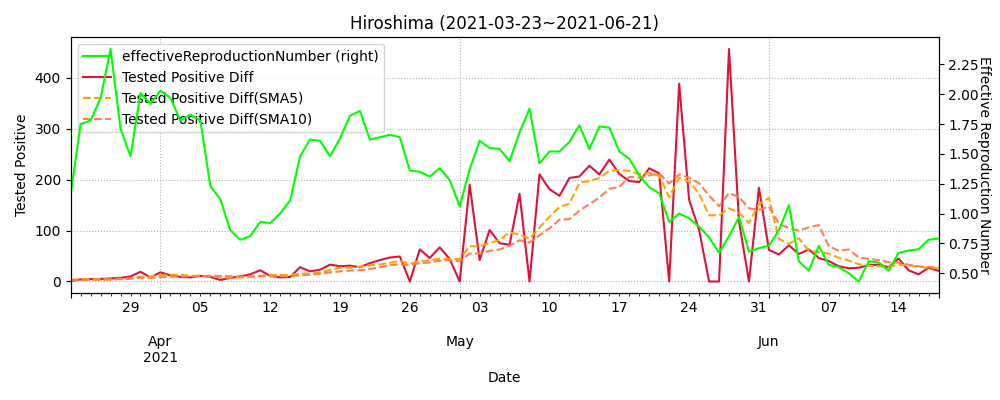 Hiroshima (2021-03-23~2021-06-21)
effectiveReproductionNumber (right)
Tested Positive Diff
Tested Positive Diff(SMA5)
Tested Positive Diff(SMA10)
Tested Positive
400
300
200
100
0
2.25
2.00
1.75
1.50
1.25
1.00
0.75
0.50
Effective Reproduction Number
29 05 12 19 26 03 10 17 24 31 07 14
Apr May Jun
2021
Date